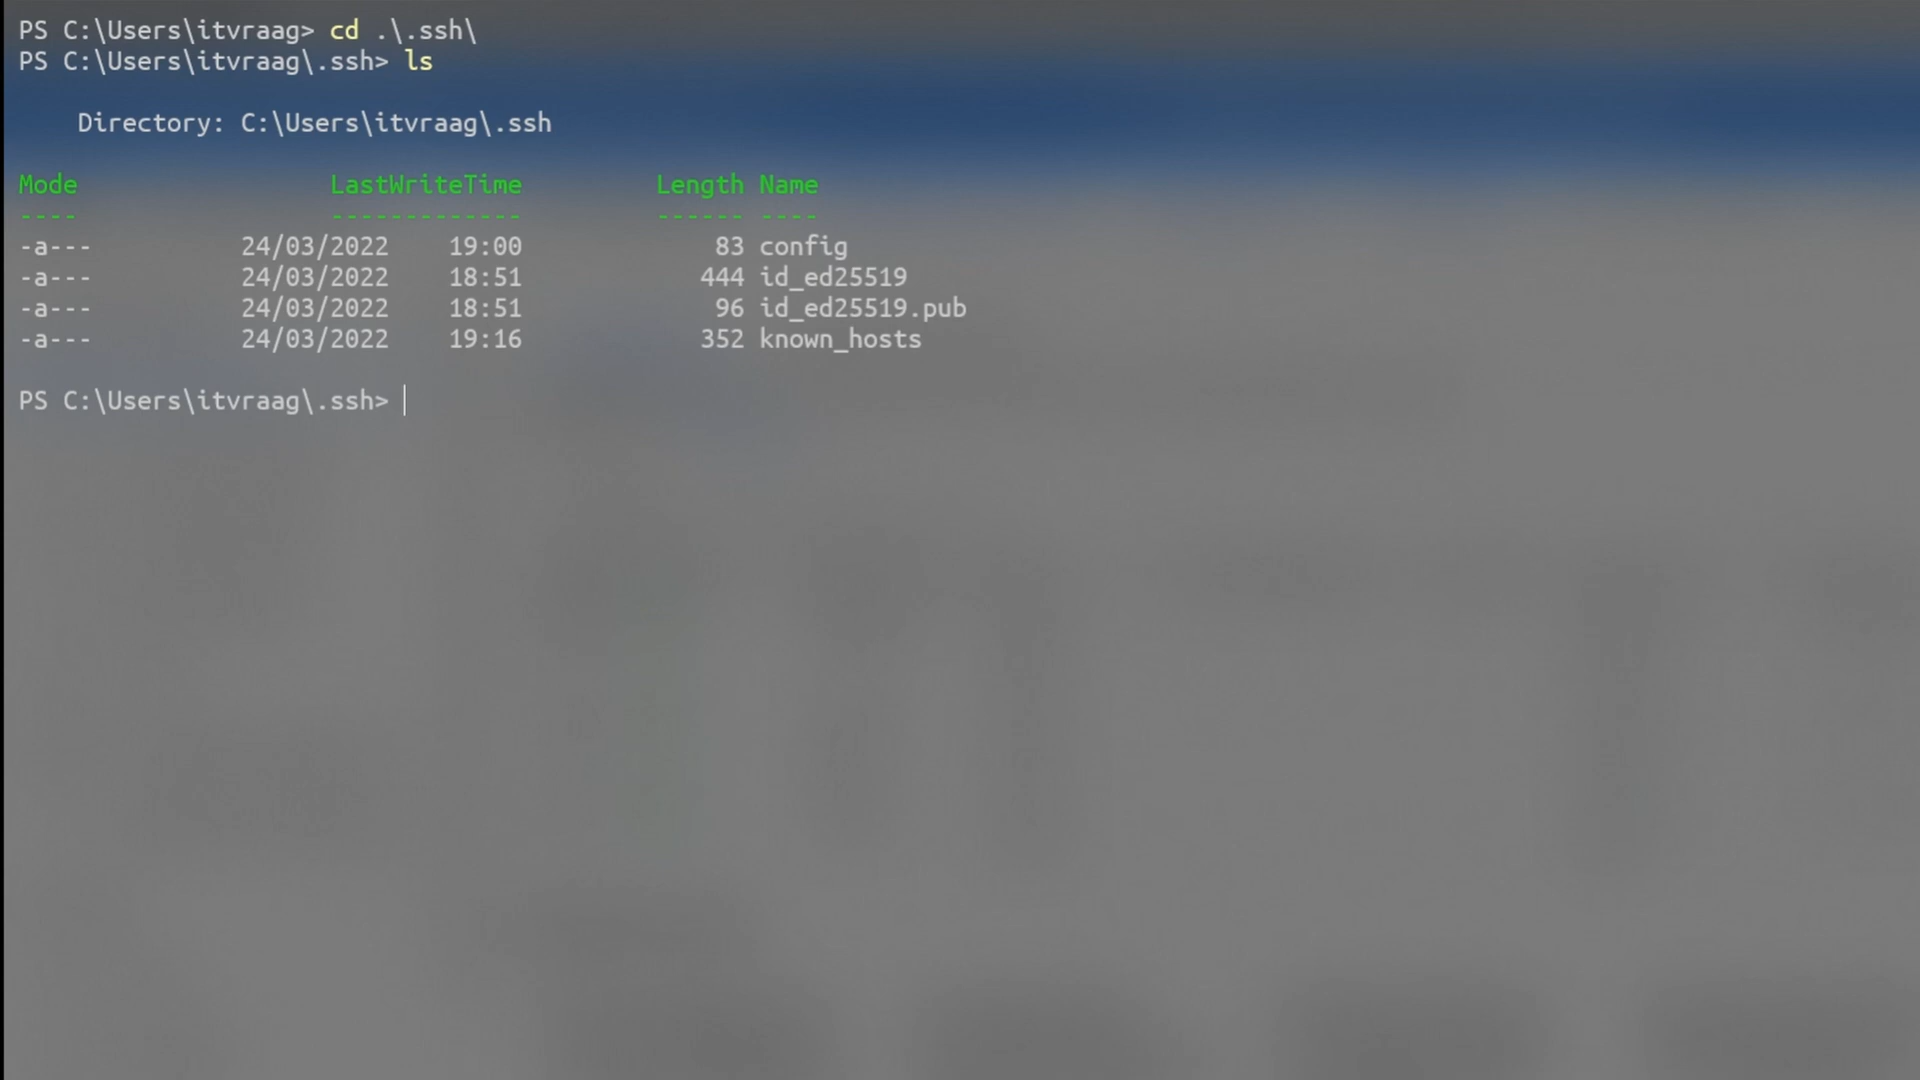 PS C:\Users\itvraag> cd .\.ssh\
PS C:\Users\itvraag\.ssh> ls
Directory: C:\Users\itvraag\.ssh
Mode LastWriteTime Length Name
---- ------------- ------ ----
-a--- 24/03/2022 19:00 83 config
-a--- 24/03/2022 18:51 444 id_ed25519
-a--- 24/03/2022 18:51 96 id_ed25519.pub
-a--- 24/03/2022 19:16 352 known_hosts
PS C:\Users\itvraag\.ssh>